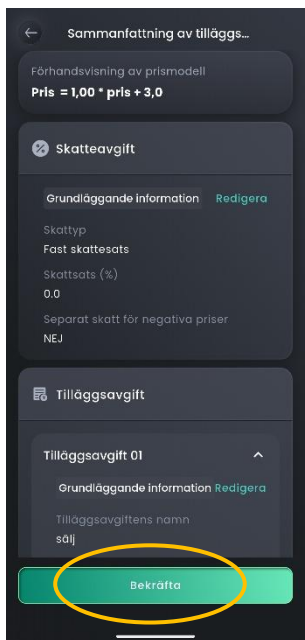 Sammanfattning av tilläggs...
Förhandsvisning av prismodell
Pris = 1,00 * pris + 3,0
Skatteavgift
Grundläggande information Redigera
Skattyp
Fast skattesats
Skattsats (%)
0.0
Separat skatt för negativa priser
NEJ
Tilläggsavgift
Tilläggsavgift 01
Grundläggande information Redigera
Tilläggsavgiftens namn
sälj
Bekräfta